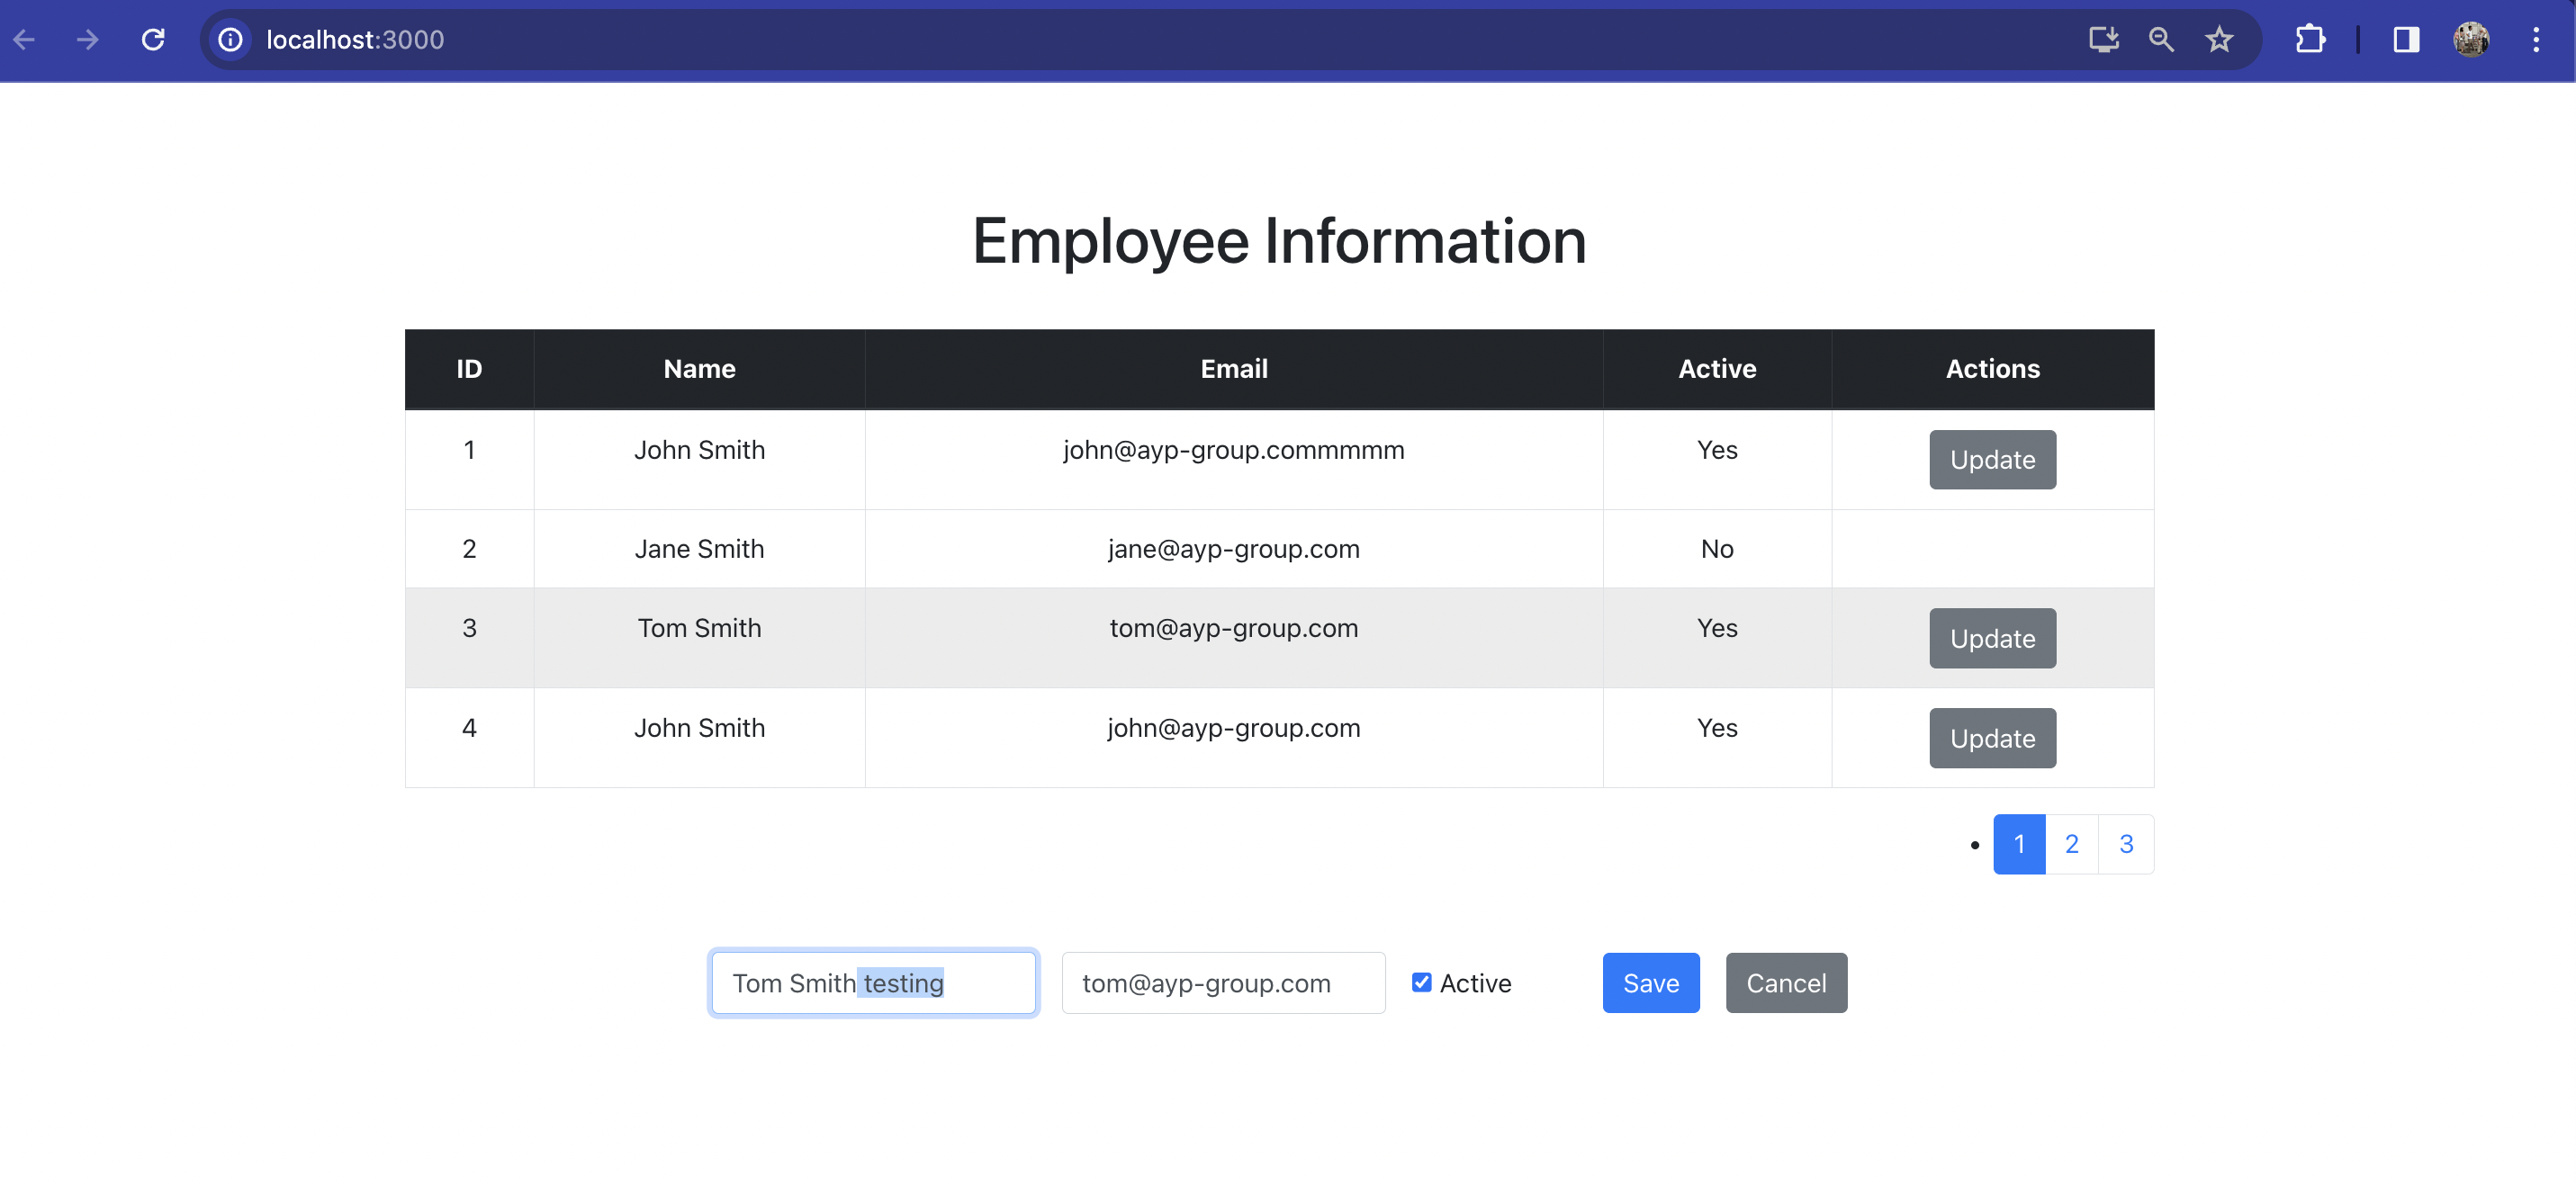 localhost:3000
Employee Information
ID Name Email Active Actions
1 John Smith john@ayp-group.commmmm Yes Update
2 Jane Smith jane@ayp-group.com No
3 Tom Smith tom@ayp-group.com Yes Update
4 John Smith john@ayp-group.com Yes Update
• 1 2 3
Tom Smith testing tom@ayp-group.com Active Save Cancel